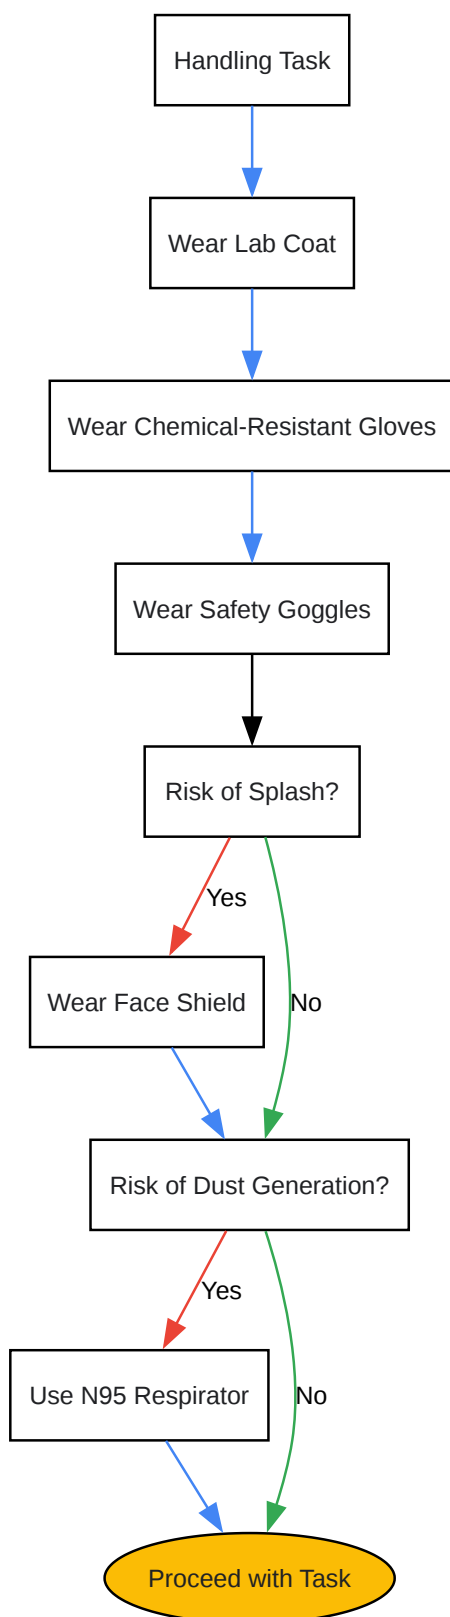 Handling Task
Wear Lab Coat
Wear Chemical-Resistant Gloves
Wear Safety Goggles
Risk of Splash?
Yes
Wear Face Shield
No
Risk of Dust Generation?
Yes
Use N95 Respirator
No
Proceed with Task